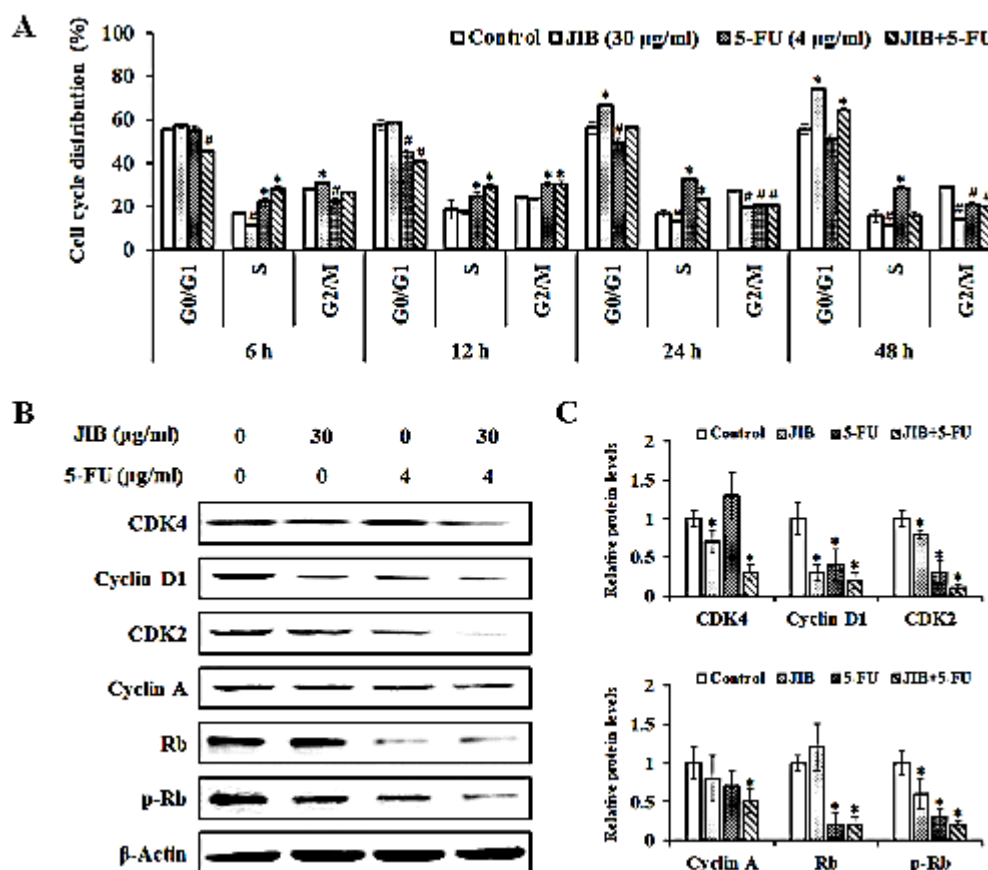 A
Cell cycle distribution (%)
100
80
60
40
20
0
Control JIB (30 µg/ml) 5-FU (4 µg/ml) JIB+5-FU
* # * # * *
# # * * * *
* # * # * # # #
* * # * # # #
G0/G1 S G2/M G0/G1 S G2/M G0/G1 S G2/M G0/G1 S G2/M
6 h 12 h 24 h 48 h
B
JIB (µg/ml) 0 30 0 30
5-FU (µg/ml) 0 0 4 4
CDK4
Cyclin D1
CDK2
Cyclin A
Rb
p-Rb
β-Actin
C
Relative protein levels
2
1.5
1
0.5
0
Control JIB 5-FU JIB+5-FU
* * * * * * * *
CDK4 Cyclin D1 CDK2
Relative protein levels
2
1.5
1
0.5
0
Control JIB 5-FU JIB+5-FU
* * * * * *
Cyclin A Rb p-Rb